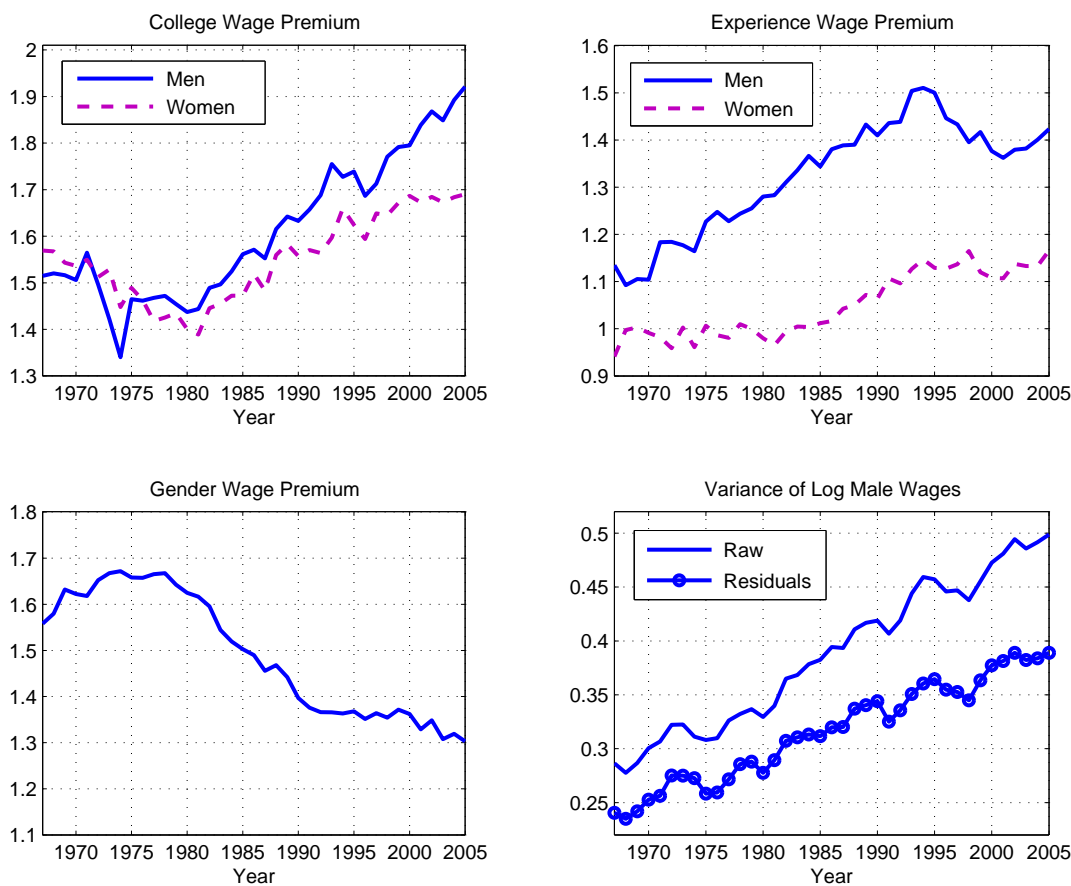 College Wage Premium
2
1.9
1.8
1.7
1.6
1.5
1.4
1.3
Men
Women
1970 1975 1980 1985 1990 1995 2000 2005
Year
Experience Wage Premium
1.6
1.5
1.4
1.3
1.2
1.1
1
0.9
Men
Women
1970 1975 1980 1985 1990 1995 2000 2005
Year
Gender Wage Premium
1.8
1.7
1.6
1.5
1.4
1.3
1.2
1.1
1970 1975 1980 1985 1990 1995 2000 2005
Year
Variance of Log Male Wages
0.5
0.45
0.4
0.35
0.3
0.25
Raw
Residuals
1970 1975 1980 1985 1990 1995 2000 2005
Year